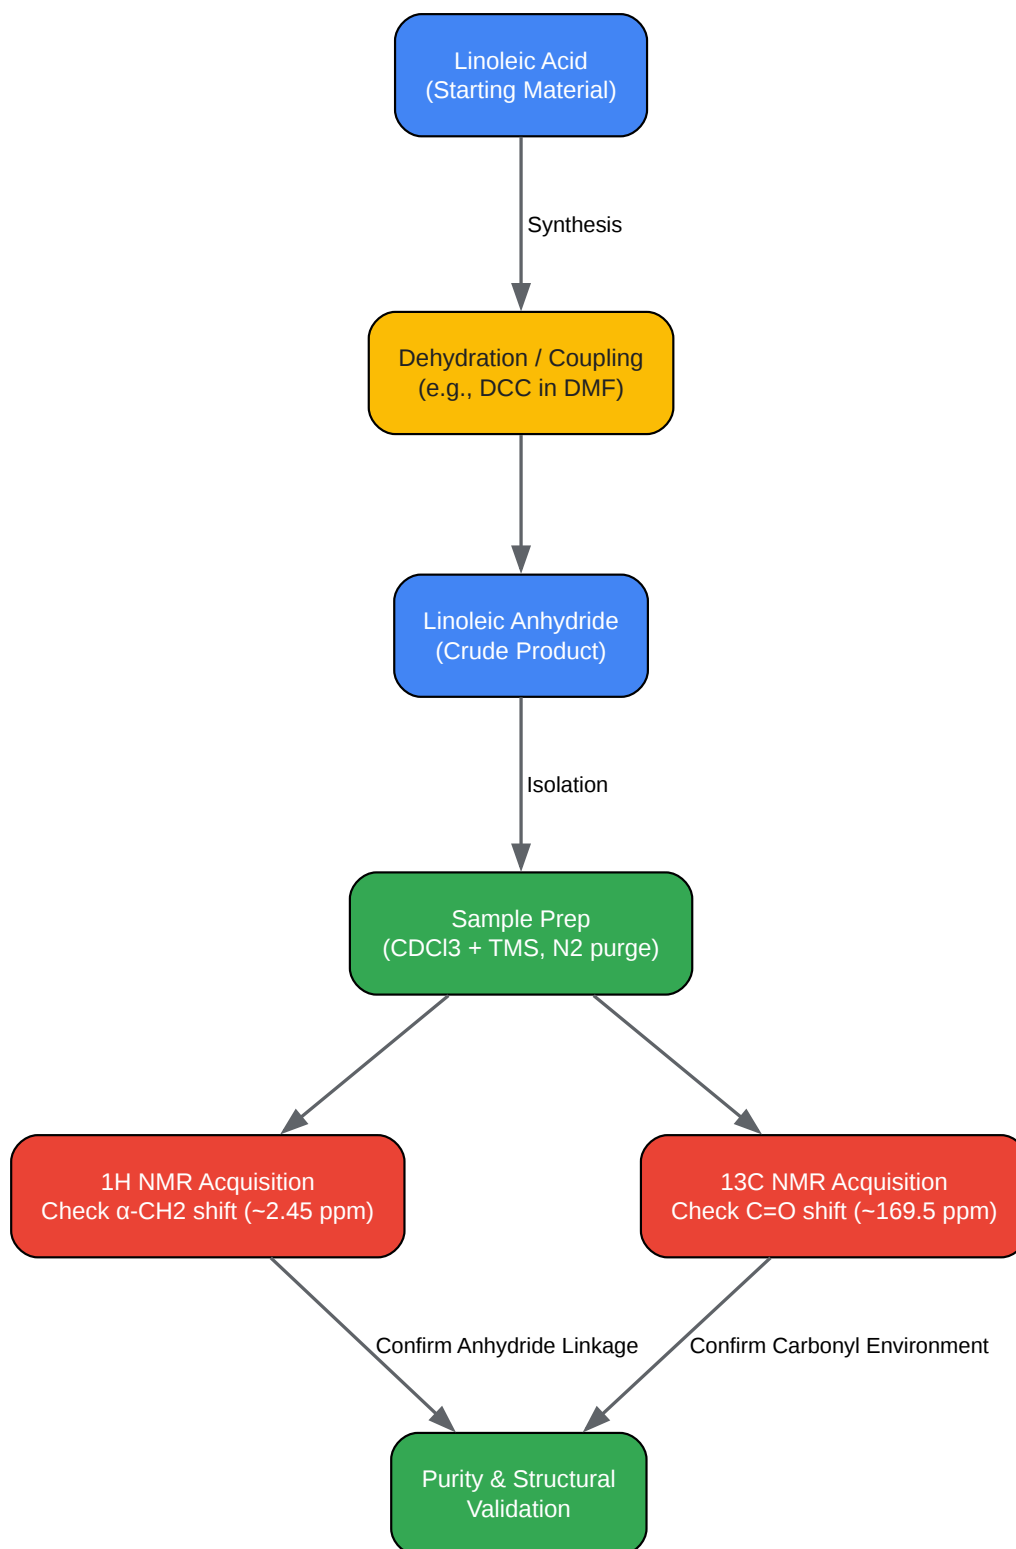 Linoleic Acid
(Starting Material)
Synthesis
Dehydration / Coupling
(e.g., DCC in DMF)
Linoleic Anhydride
(Crude Product)
Isolation
Sample Prep
(CDCl3 + TMS, N2 purge)
1H NMR Acquisition
Check α-CH2 shift (~2.45 ppm)
13C NMR Acquisition
Check C=O shift (~169.5 ppm)
Confirm Anhydride Linkage
Confirm Carbonyl Environment
Purity & Structural
Validation